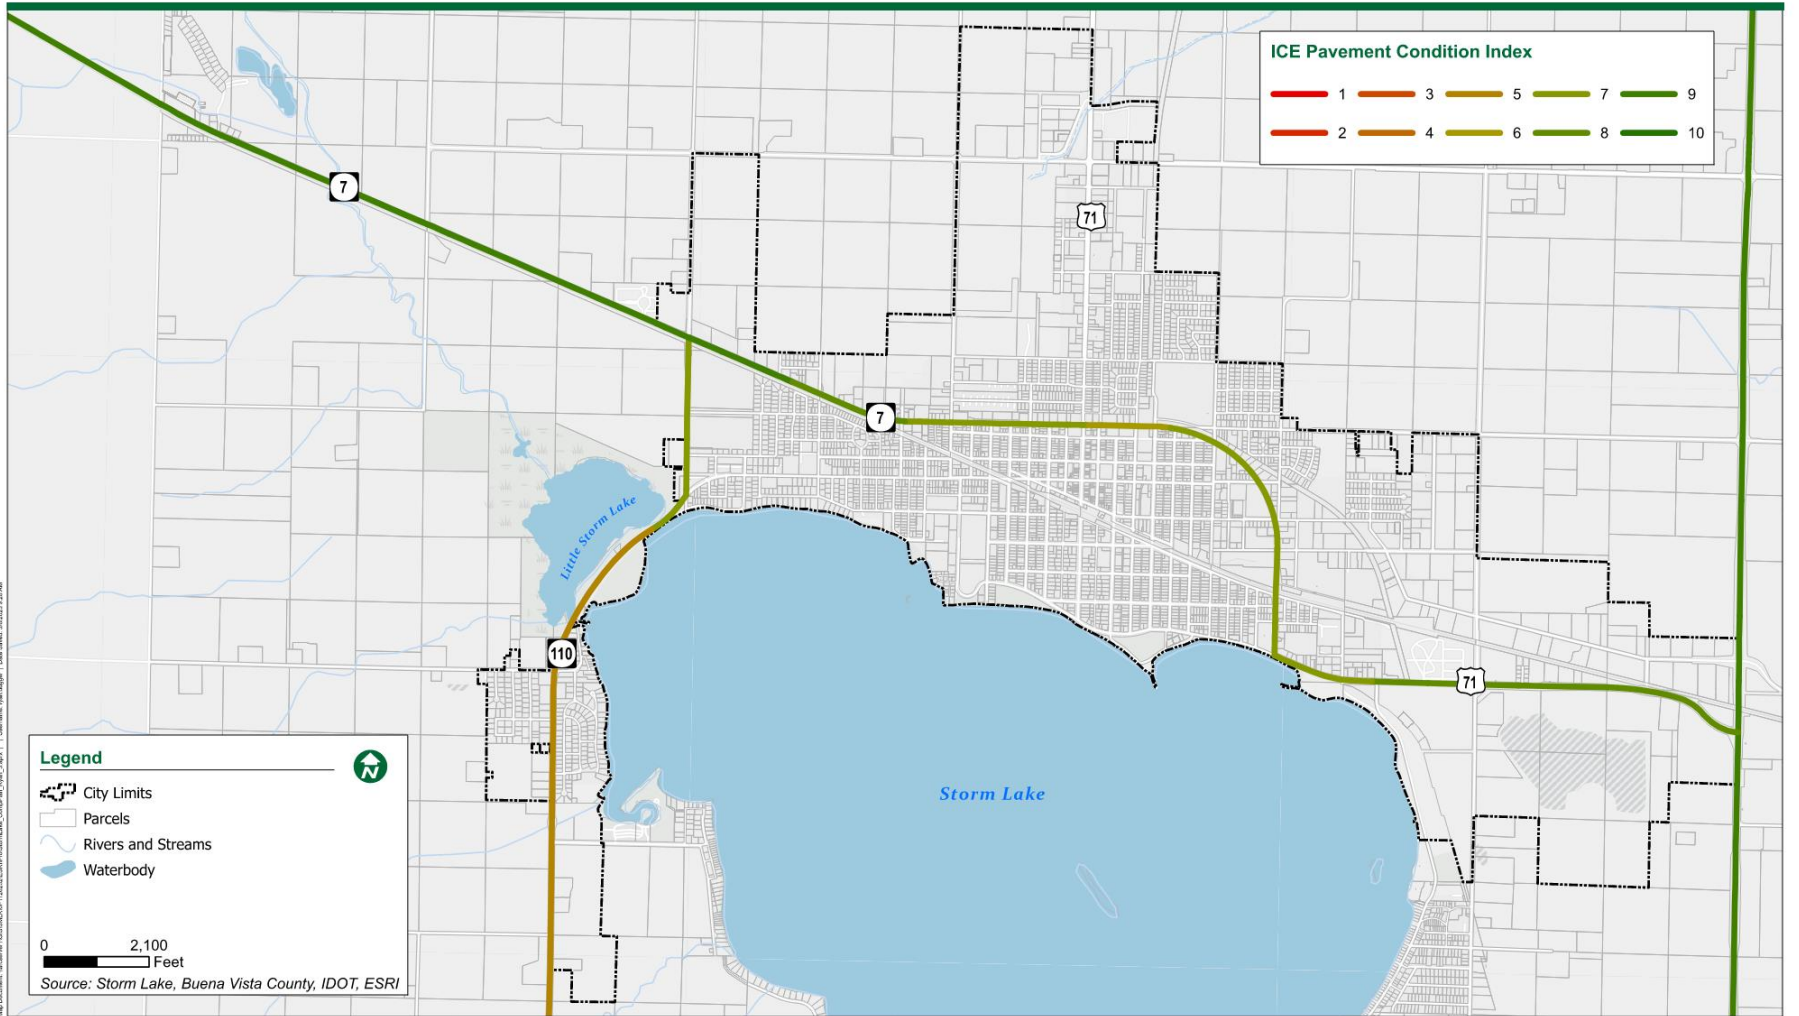 ICE Pavement Condition Index
1 3 5 7 9
2 4 6 8 10
7
71
7
Little Storm Lake
110
71
Storm Lake
Legend
N
City Limits
Parcels
Rivers and Streams
Waterbody
0 2,100
Feet
Source: Storm Lake, Buena Vista County, IDOT, ESRI